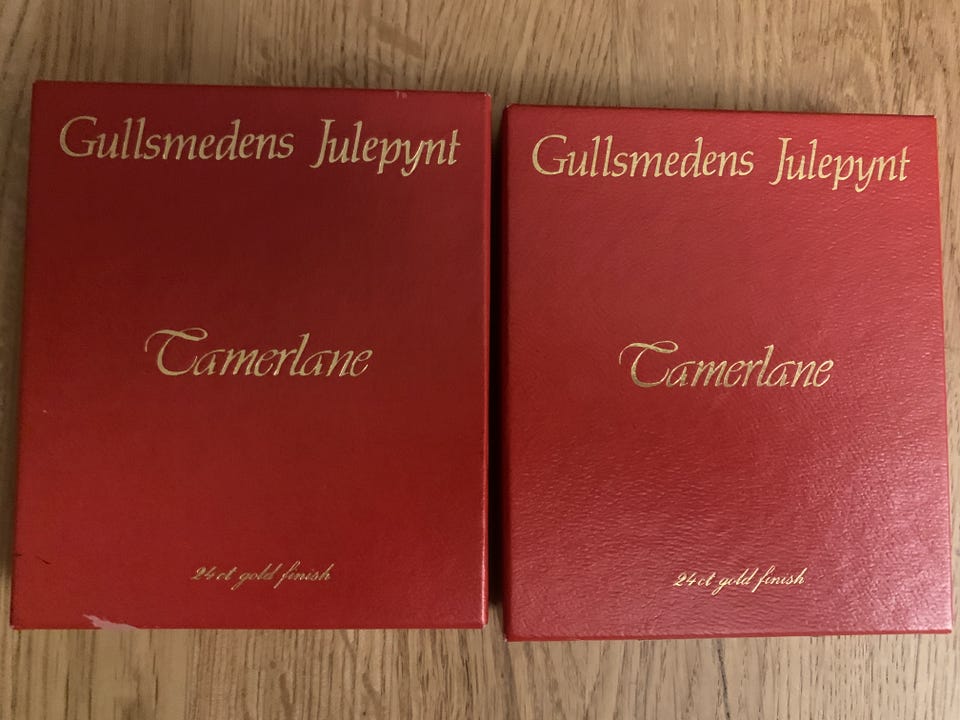 Gullsmedens Julepynt
Tamerlane
24 ct gold finish
Gullsmedens Julepynt
Tamerlane
24 ct gold finish